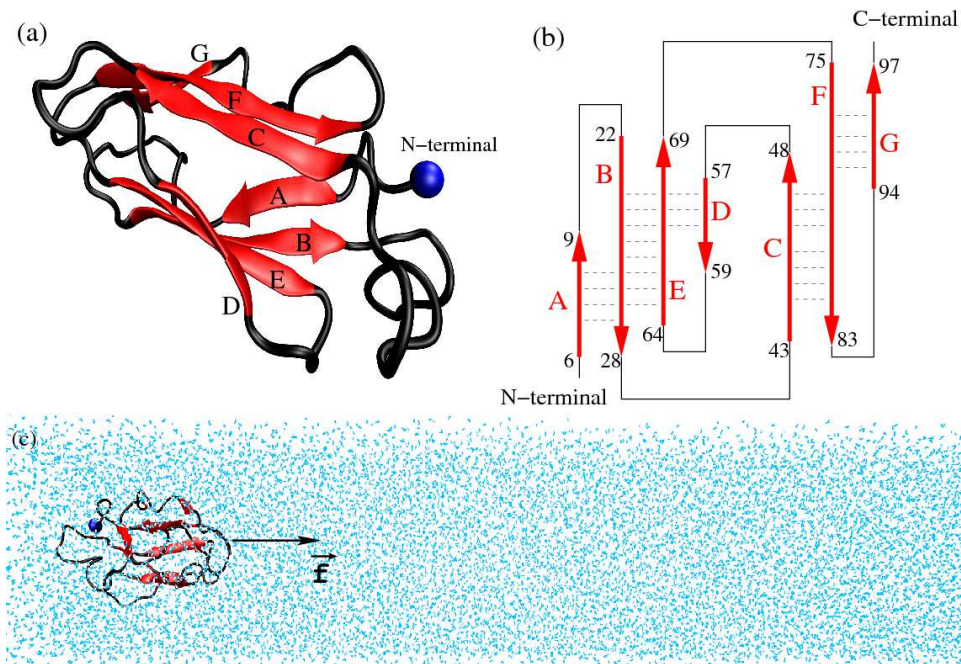 (a)
G
F
C
N-terminal
A
B
E
D
(b)
C-terminal
75
97
F
22
69
B
48
57
G
D
94
9
C
59
A
E
64
83
6
28
43
N-terminal
(c)
f